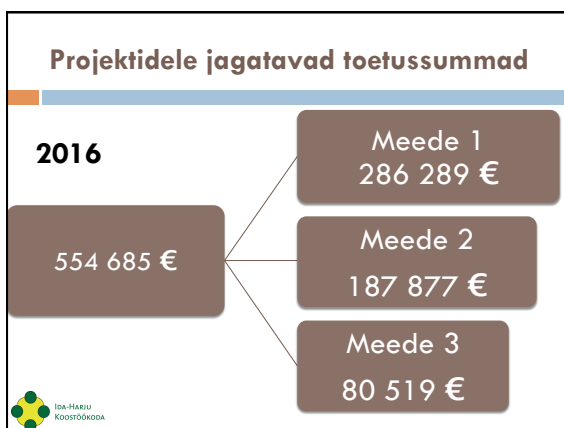 Projektidele jagatavad toetussummad
2016
554 685 €
Meede 1
286 289 €
Meede 2
187 877 €
Meede 3
80 519 €
IDA-HARJU
KOOSTÖÖKODA